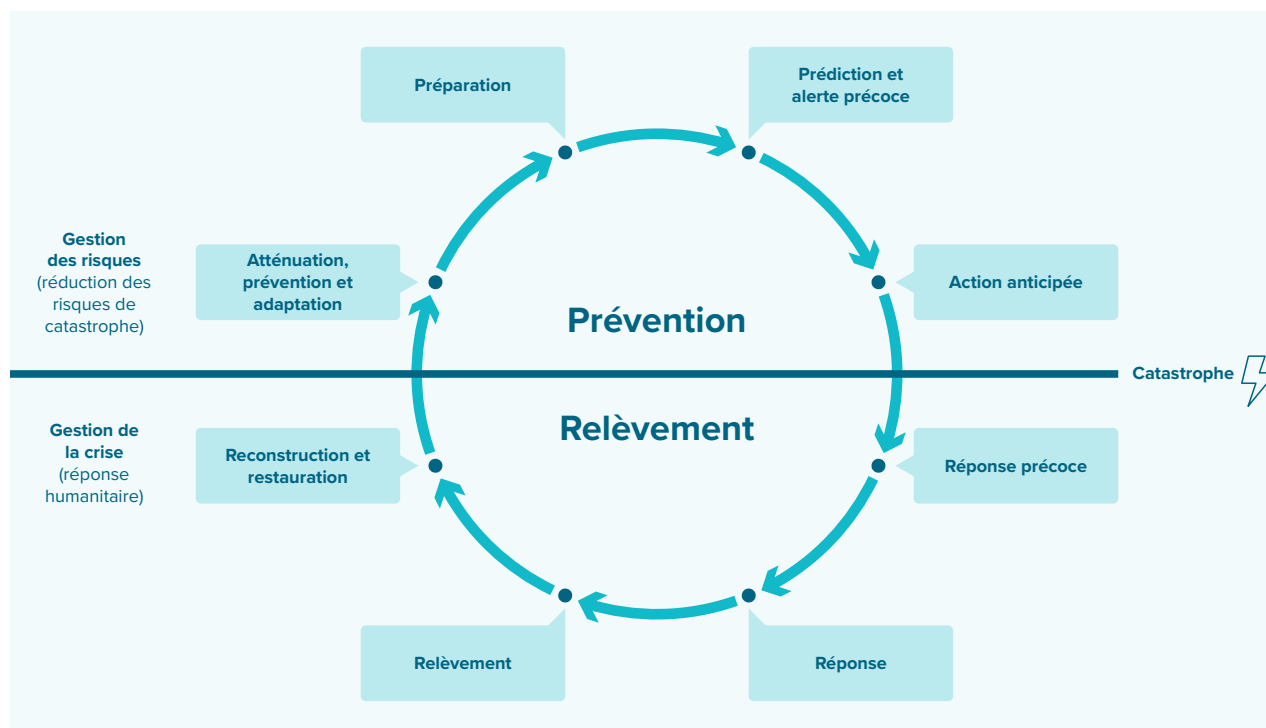 Préparation
Prédiction et
alerte précoce
Gestion
des risques
(réduction des
risques de
catastrophe)
Atténuation,
prévention et
adaptation
Action anticipée
Prévention
Catastrophe
Relèvement
Gestion de
la crise
(réponse
humanitaire)
Reconstruction et
restauration
Réponse précoce
Relèvement
Réponse